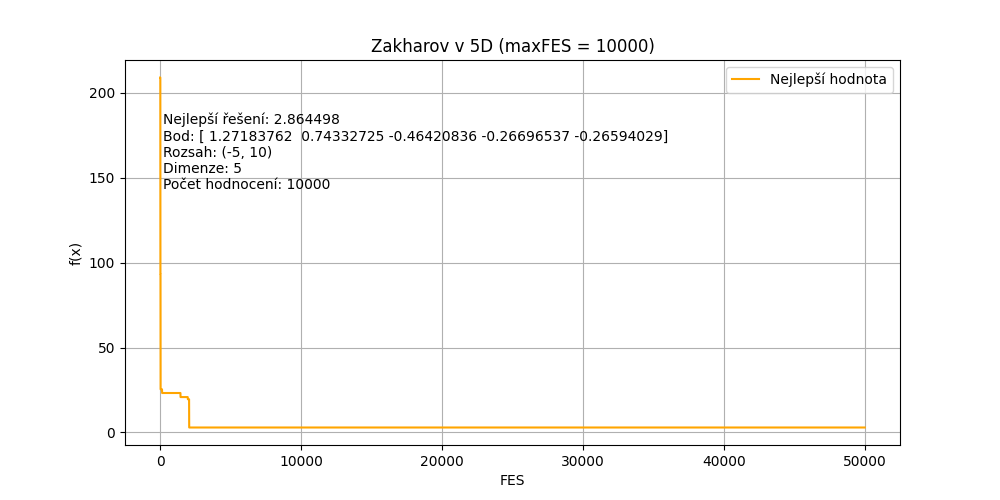 Zakharov v 5D (maxFES = 10000)
Nejlepší hodnota
200
Nejlepší řešení: 2.864498
Bod: [ 1.27183762  0.74332725 -0.46420836 -0.26696537 -0.26594029]
Rozsah: (-5, 10)
Dimenze: 5
Počet hodnocení: 10000
150
f(x)
100
50
0
0 10000 20000 30000 40000 50000
FES